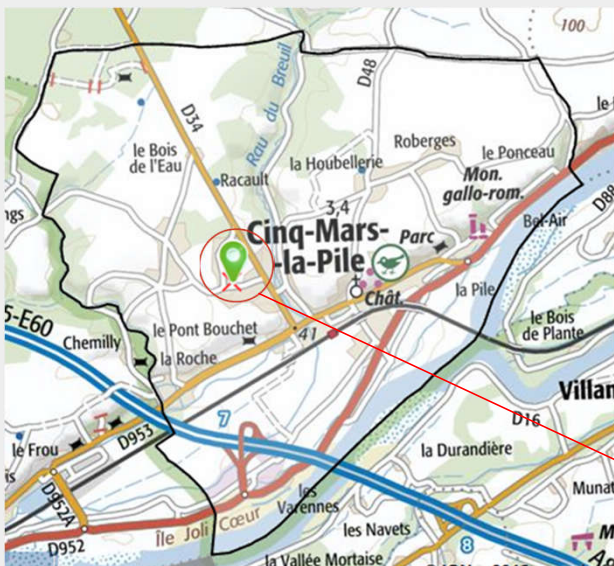 100
D34
Rau du Breuil
D48
le Bois
de l'Eau
Racault
la Houbellerie
Roberges
le Ponceau
Mon.
gallo-rom.
3,4
Cinq-Mars-
-la-Pile
Parc
Bel-Air
Chât.
la Pile
le Pont Bouchet
41
Chemilly
la Roche
le Bois
de Plante
5-E60
Villan
7
D16
le Frou
D953
la Durandière
D952A
les
Varennes
Munat
Île Joli Cœur
les Navets
D952
8
la Vallée Mortaise